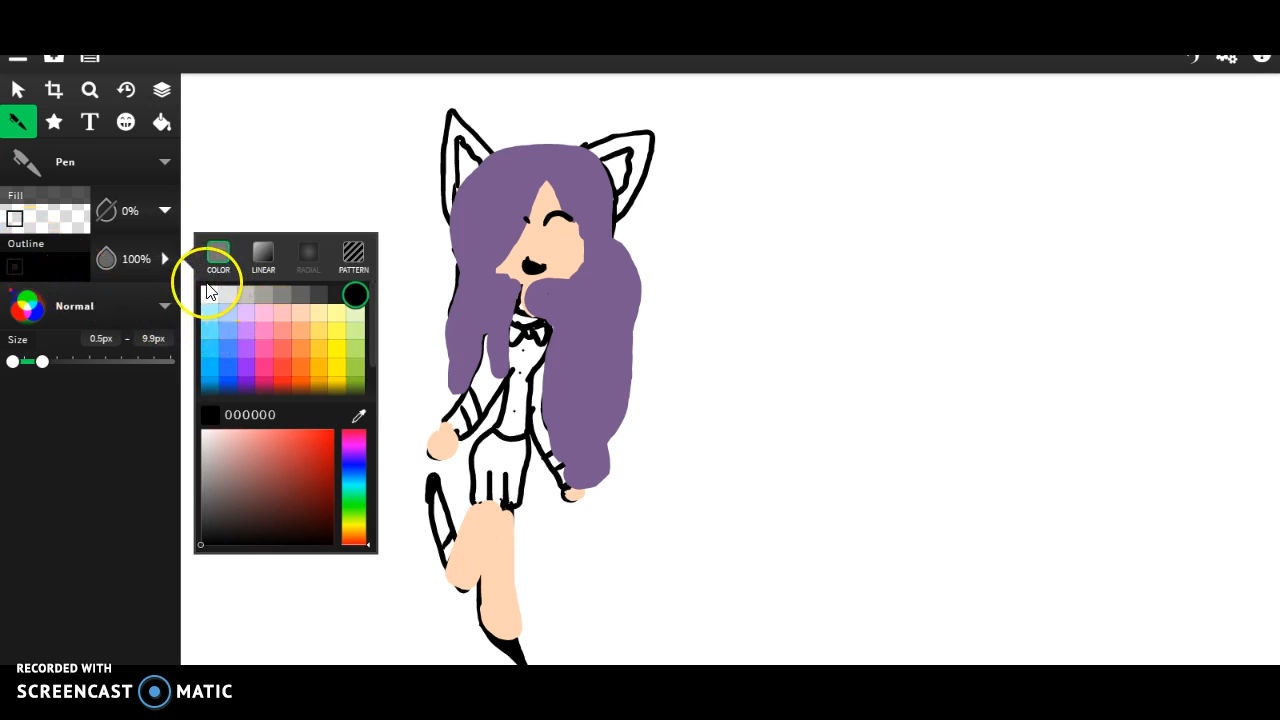 T
Pen
Fill
0%
Outline
100%
COLOR LINEAR RADIAL PATTERN
Normal
Size 0.5px - 9.9px
000000
RECORDED WITH
SCREENCAST MATIC